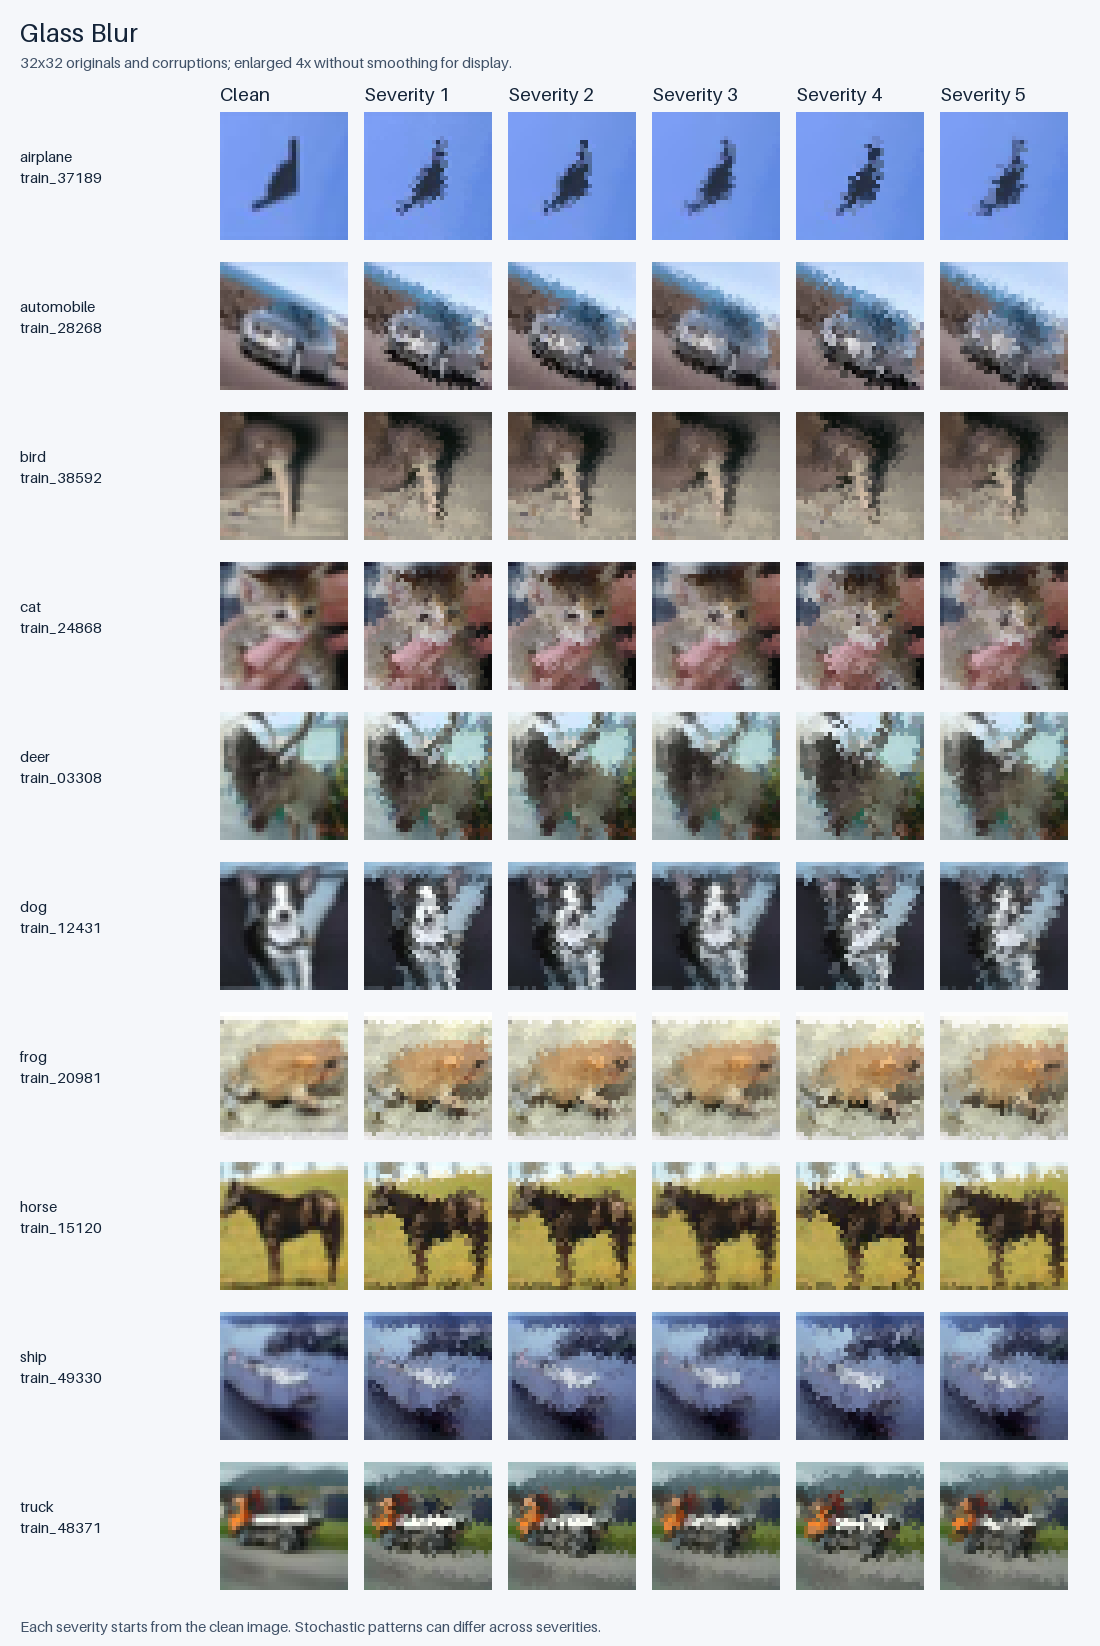 Glass Blur
32x32 originals and corruptions; enlarged 4x without smoothing for display.
Clean Severity 1 Severity 2 Severity 3 Severity 4 Severity 5
airplane
train_37189
automobile
train_28268
bird
train_38592
cat
train_24868
deer
train_03308
dog
train_12431
frog
train_20981
horse
train_15120
ship
train_49330
truck
train_48371
Each severity starts from the clean image. Stochastic patterns can differ across severities.